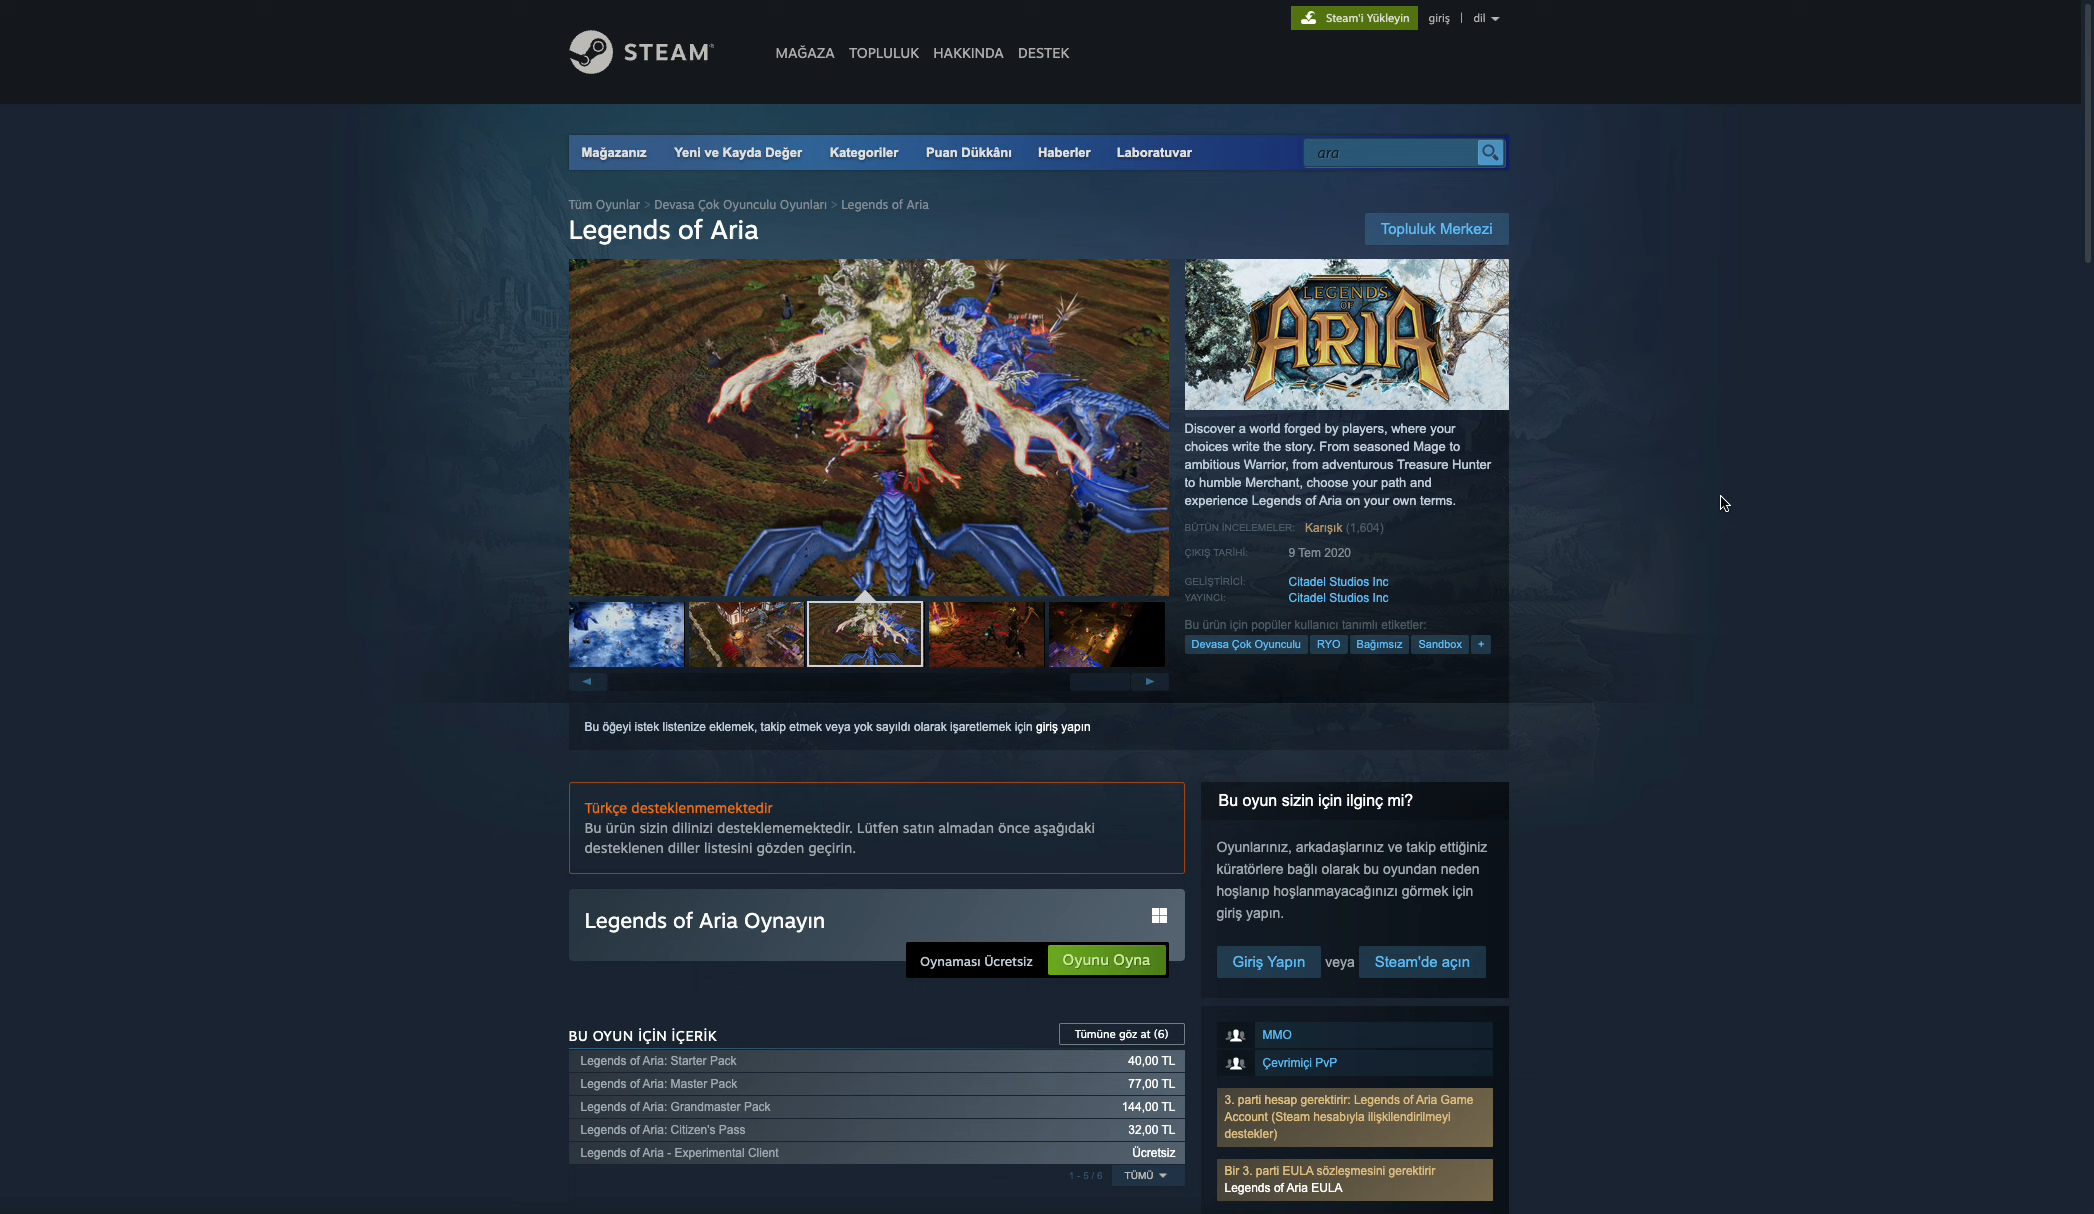 Steam'i Yükleyin giriş | dil
STEAM
MAĞAZA TOPLULUK HAKKINDA DESTEK
Mağazanız Yeni ve Kayda Değer Kategoriler Puan Dükkânı Haberler Laboratuvar ara
Tüm Oyunlar > Devasa Çok Oyunculu Oyunları > Legends of Aria
Legends of Aria
Topluluk Merkezi
LEGENDS
OF
ARIA
Discover a world forged by players, where your
choices write the story. From seasoned Mage to
ambitious Warrior, from adventurous Treasure Hunter
to humble Merchant, choose your path and
experience Legends of Aria on your own terms.
BÜTÜN İNCELEMELER: Karışık (1,604)
ÇIKIŞ TARİHİ: 9 Tem 2020
GELİŞTİRİCİ: Citadel Studios Inc
YAYINCI: Citadel Studios Inc
Bu ürün için popüler kullanıcı tanımlı etiketler:
Devasa Çok Oyunculu RYO Bağımsız Sandbox +
Bu öğeyi istek listenize eklemek, takip etmek veya yok sayıldı olarak işaretlemek için giriş yapın
Türkçe desteklenmemektedir
Bu ürün sizin dilinizi desteklememektedir. Lütfen satın almadan önce aşağıdaki
desteklenen diller listesini gözden geçirin.
Legends of Aria Oynayın
Oynaması Ücretsiz Oyunu Oyna
BU OYUN İÇİN İÇERİK Tümüne göz at (6)
Legends of Aria: Starter Pack 40,00 TL
Legends of Aria: Master Pack 77,00 TL
Legends of Aria: Grandmaster Pack 144,00 TL
Legends of Aria: Citizen's Pass 32,00 TL
Legends of Aria - Experimental Client Ücretsiz
1 - 5 / 6 TÜMÜ
Bu oyun sizin için ilginç mi?
Oyunlarınız, arkadaşlarınız ve takip ettiğiniz
küratörlere bağlı olarak bu oyundan neden
hoşlanıp hoşlanmayacağınızı görmek için
giriş yapın.
Giriş Yapın veya Steam'de açın
MMO
Çevrimiçi PvP
3. parti hesap gerektirir: Legends of Aria Game
Account (Steam hesabıyla ilişkilendirilmeyi
destekler)
Bir 3. parti EULA sözleşmesini gerektirir
Legends of Aria EULA